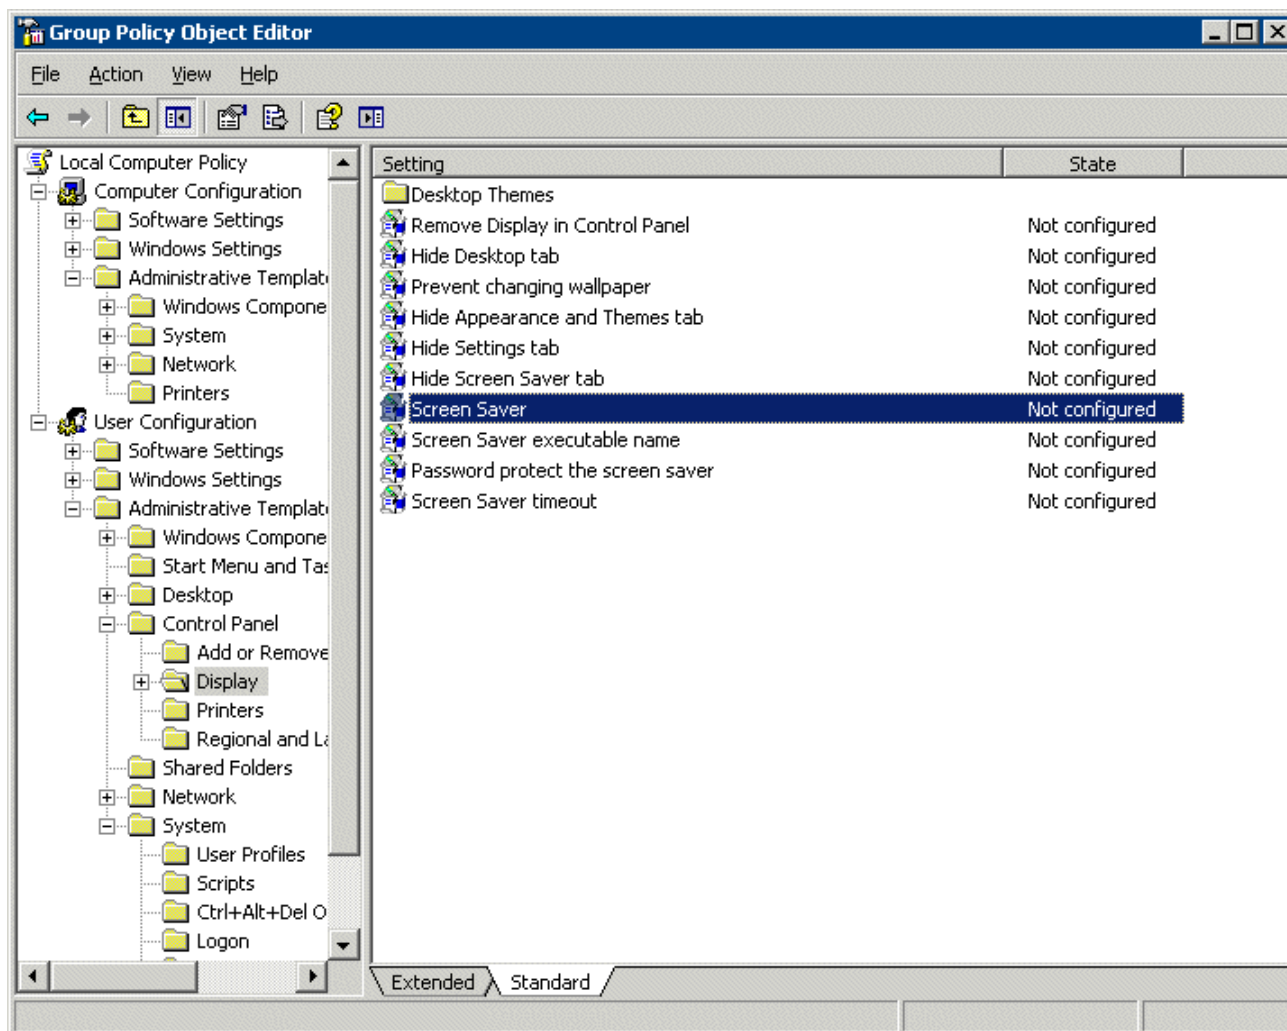 Group Policy Object Editor
File Action View Help
Local Computer Policy
Computer Configuration
Software Settings
Windows Settings
Administrative Templat
Windows Compone
System
Network
Printers
User Configuration
Software Settings
Windows Settings
Administrative Templat
Windows Compone
Start Menu and Tas
Desktop
Control Panel
Add or Remove
Display
Printers
Regional and La
Shared Folders
Network
System
User Profiles
Scripts
Ctrl+Alt+Del O
Logon
Setting State
Desktop Themes
Remove Display in Control Panel Not configured
Hide Desktop tab Not configured
Prevent changing wallpaper Not configured
Hide Appearance and Themes tab Not configured
Hide Settings tab Not configured
Hide Screen Saver tab Not configured
Screen Saver Not configured
Screen Saver executable name Not configured
Password protect the screen saver Not configured
Screen Saver timeout Not configured
Extended Standard